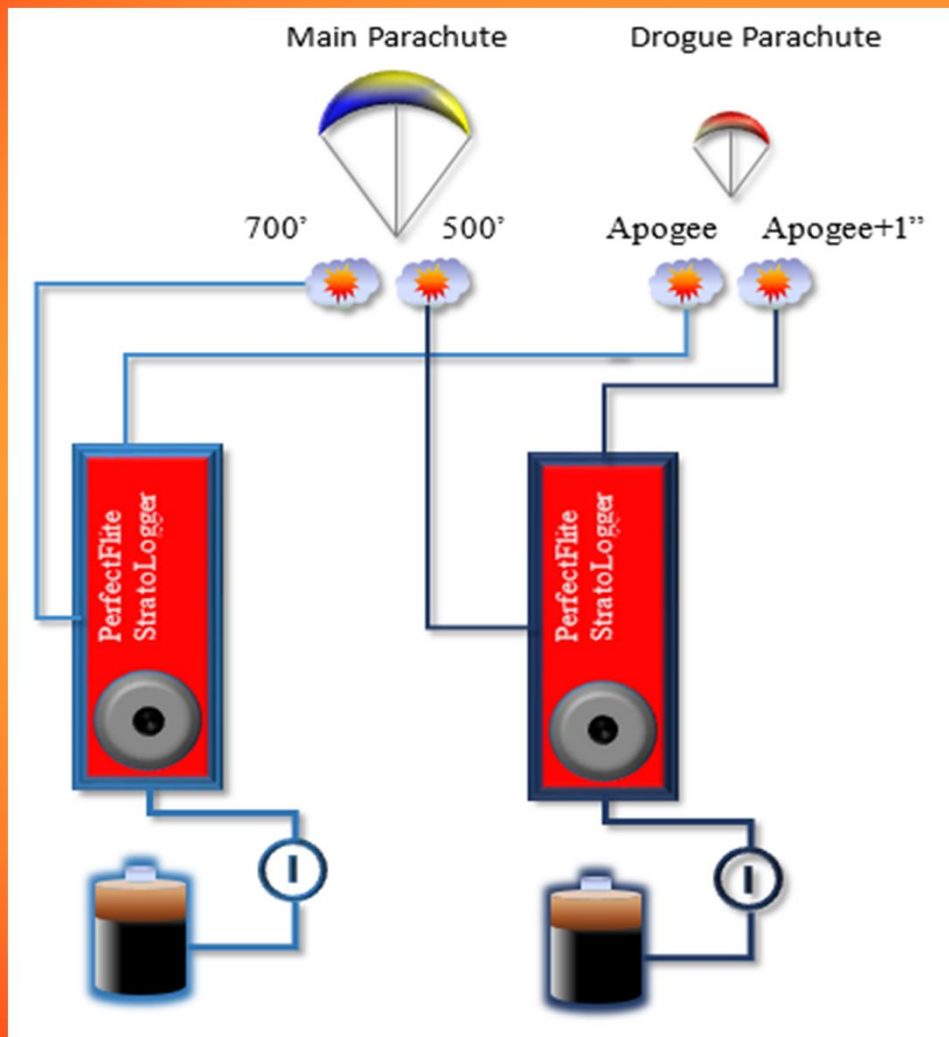 Main Parachute
Drogue Parachute
700’
500’
Apogee
Apogee+1”
PerfectFlite
StratoLogger
PerfectFlite
StratoLogger